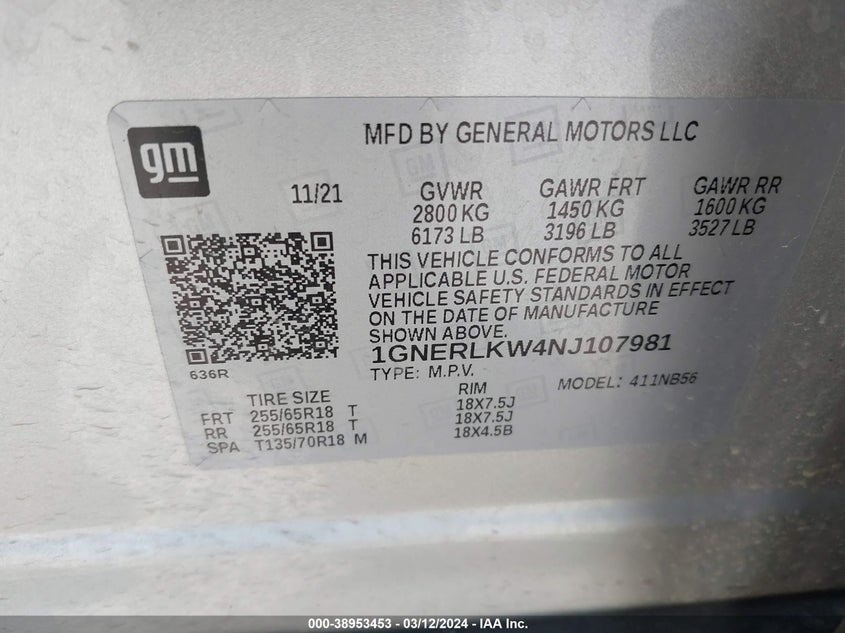 gm
MFD BY GENERAL MOTORS LLC
11/21
GVWR GAWR FRT GAWR RR
2800 KG 1450 KG 1600 KG
6173 LB 3196 LB 3527 LB
THIS VEHICLE CONFORMS TO ALL
APPLICABLE U.S. FEDERAL MOTOR
VEHICLE SAFETY STANDARDS IN EFFECT
ON THE DATE OF MANUFACTURE
SHOWN ABOVE.
1GNERLKW4NJ107981
636R
TYPE: M.P.V. MODEL: 411NB56
TIRE SIZE RIM
FRT 255/65R18 T 18X7.5J
RR 255/65R18 T 18X7.5J
SPA T135/70R18 M 18X4.5B
000-38953453 - 03/12/2024 - IAA Inc.